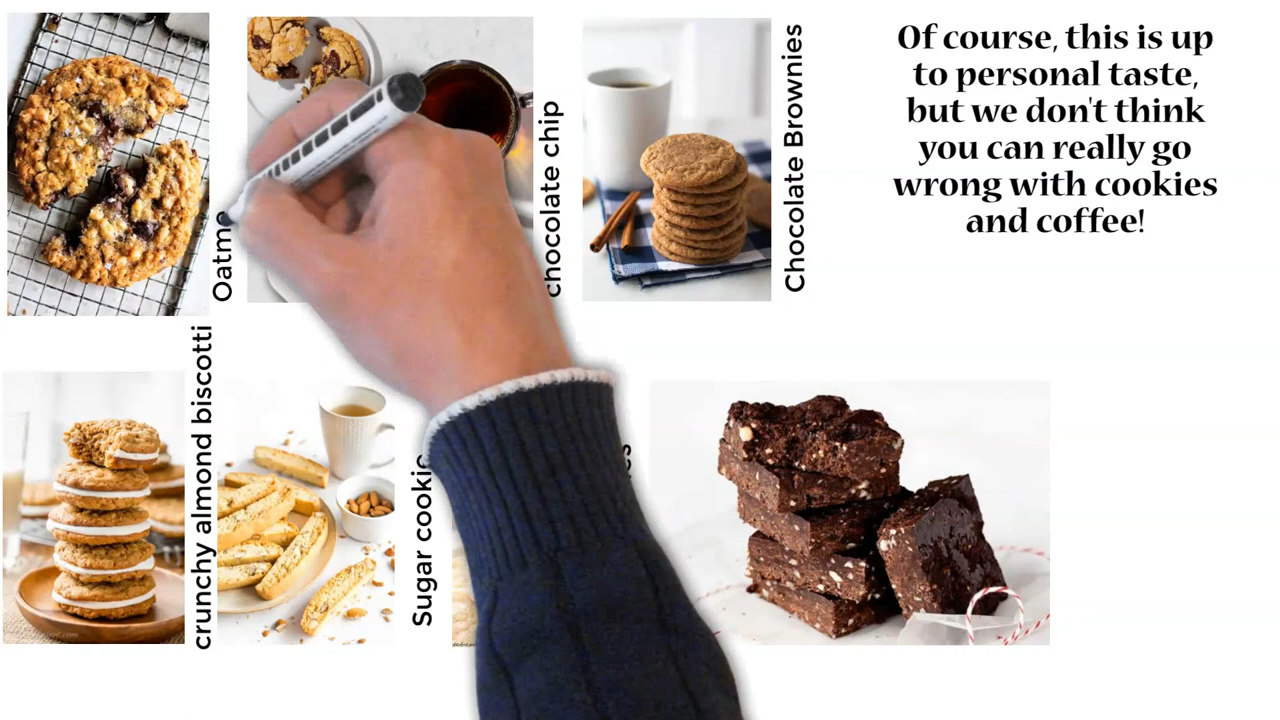 Of course, this is up
to personal taste,
but we don't think
you can really go
wrong with cookies
and coffee!
chocolate chip
Chocolate Brownies
crunchy almond biscotti
Sugar